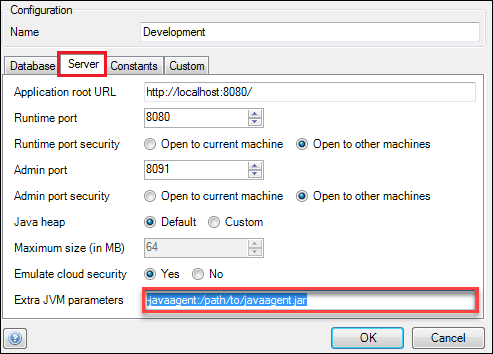 Configuration
Name Development
Database Server Constants Custom
Application root URL http://localhost:8080/
Runtime port 8080
Runtime port security Open to current machine Open to other machines
Admin port 8091
Admin port security Open to current machine Open to other machines
Java heap Default Custom
Maximum size (in MB) 64
Emulate cloud security Yes No
Extra JVM parameters -javaagent:/path/to/javaagent.jar
? OK Cancel